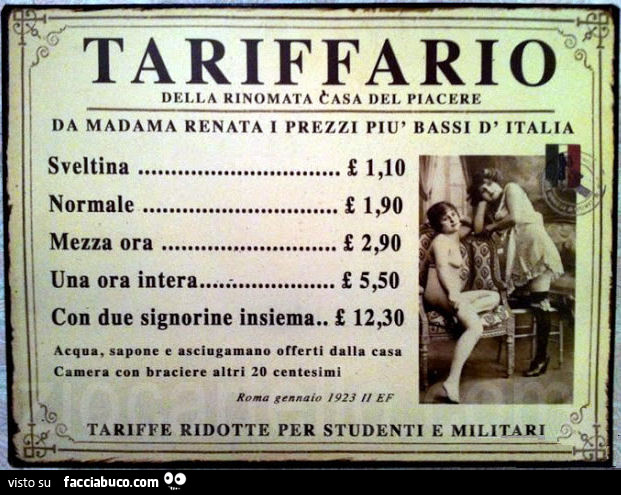 TARIFFARIO
DELLA RINOMATA CASA DEL PIACERE
DA MADAMA RENATA I PREZZI PIU' BASSI D' ITALIA
Sveltina .............................. £ 1,10
Normale ............................. £ 1,90
Mezza ora .......................... £ 2,90
Una ora intera.................... £ 5,50
Con due signorine insiema.. £ 12,30
Acqua, sapone e asciugamano offerti dalla casa
Camera con braciere altri 20 centesimi
Roma gennaio 1923 II EF
TARIFFE RIDOTTE PER STUDENTI E MILITARI
visto su facciabuco.com